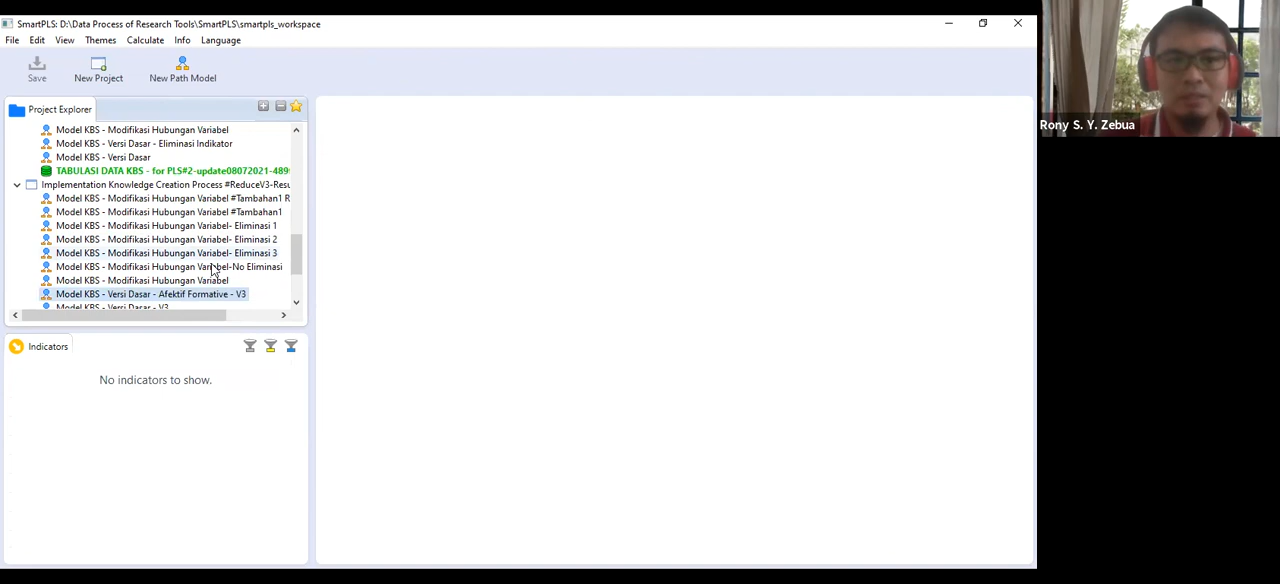 SmartPLS: D:\Data Process of Research Tools\SmartPLS\smartpls_workspace
File Edit View Themes Calculate Info Language
Save New Project New Path Model
Project Explorer
Model KBS - Modifikasi Hubungan Variabel
Model KBS - Versi Dasar - Eliminasi Indikator
Model KBS - Versi Dasar
TABULASI DATA KBS - for PLS#2-update08072021-489
Implementation Knowledge Creation Process #ReduceV3-Resu
Model KBS - Modifikasi Hubungan Variabel #Tambahan1 R
Model KBS - Modifikasi Hubungan Variabel #Tambahan1
Model KBS - Modifikasi Hubungan Variabel- Eliminasi 1
Model KBS - Modifikasi Hubungan Variabel- Eliminasi 2
Model KBS - Modifikasi Hubungan Variabel- Eliminasi 3
Model KBS - Modifikasi Hubungan Variabel-No Eliminasi
Model KBS - Modifikasi Hubungan Variabel
Model KBS - Versi Dasar - Afektif Formative - V3
Model KBS - Versi Dasar - V3
Indicators
No indicators to show.
Rony S. Y. Zebua